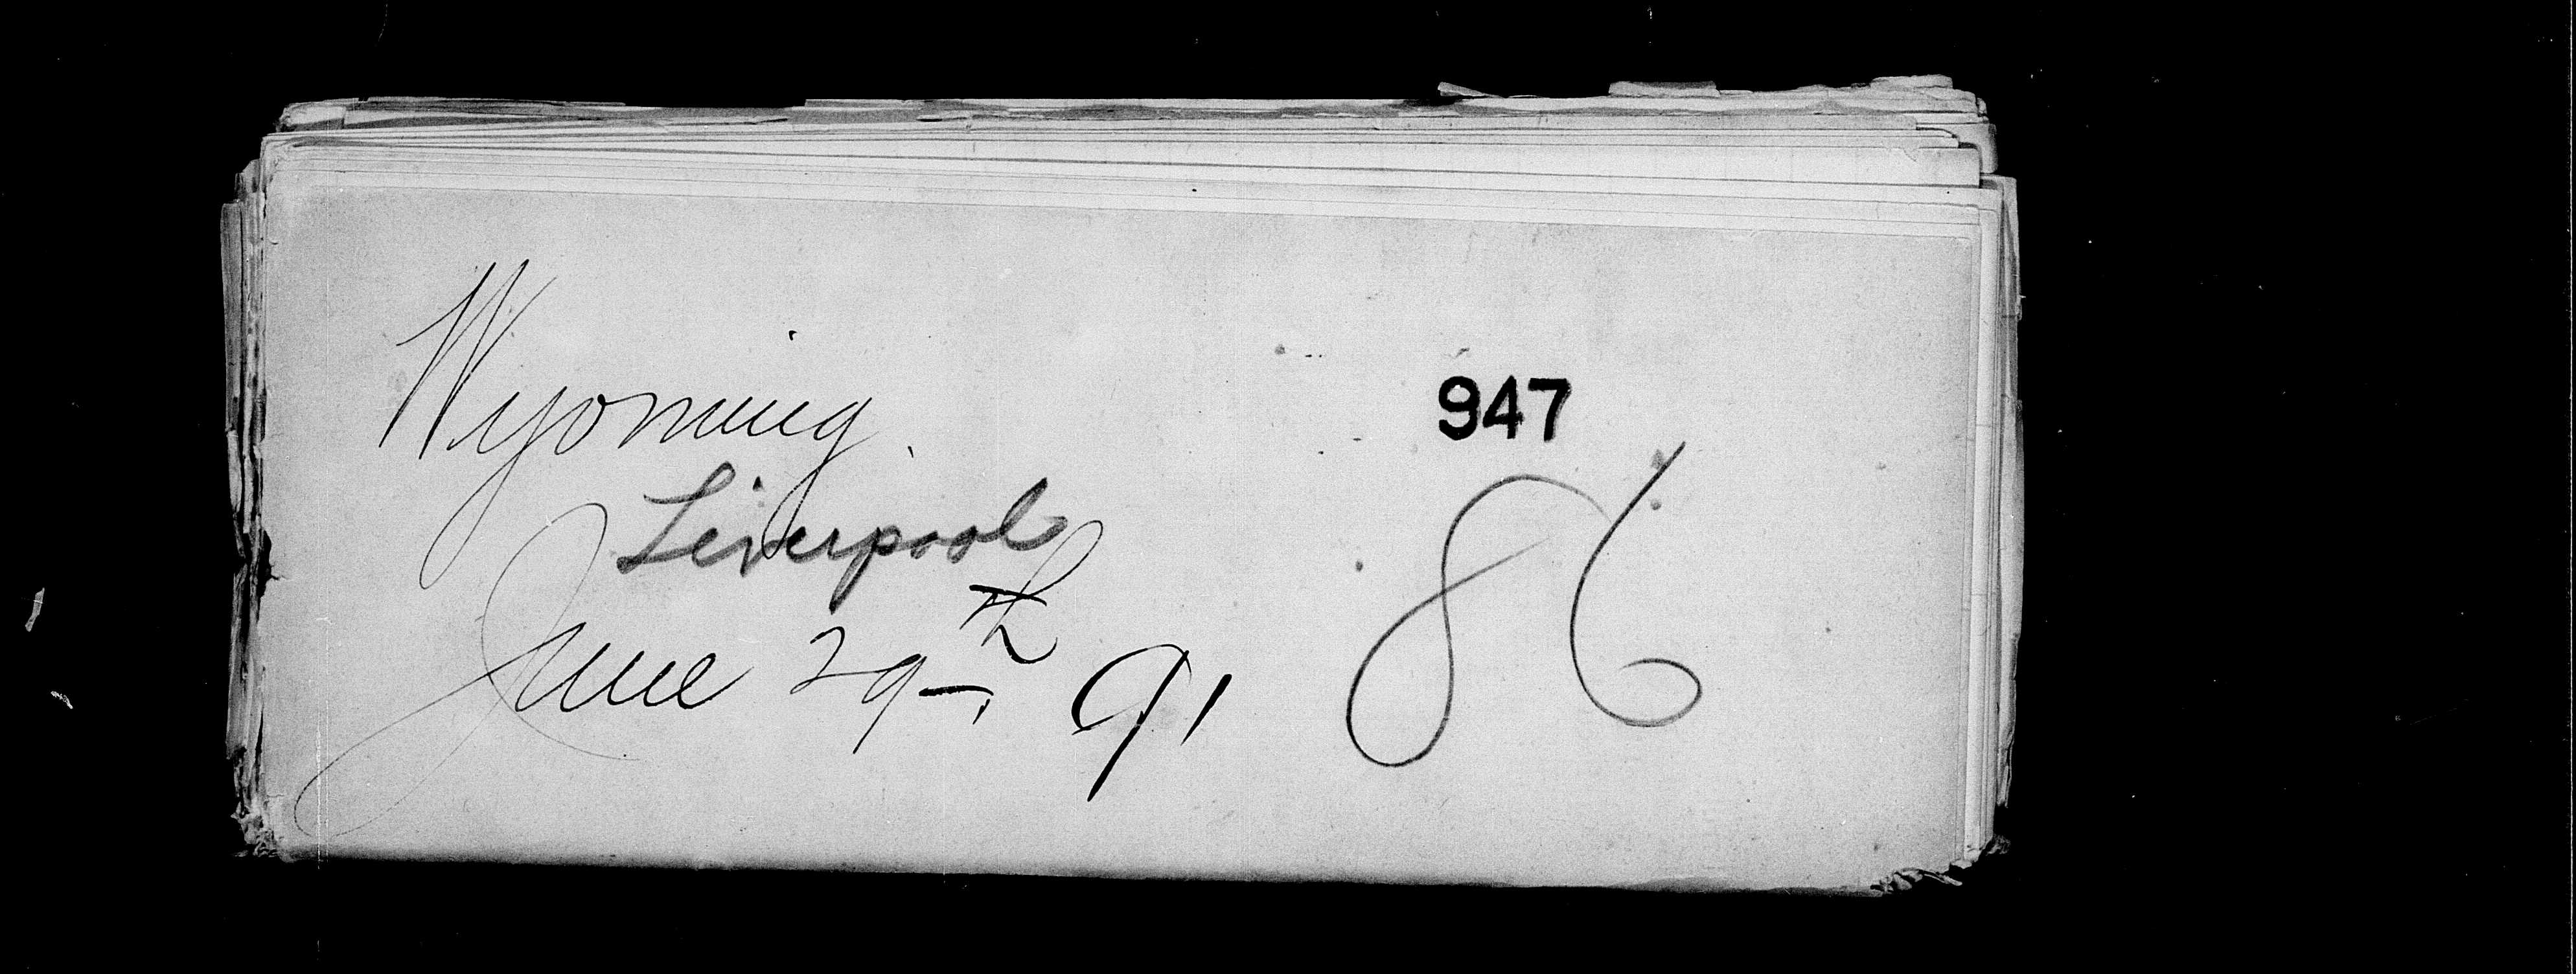 Wyoming.
947
Liverpool
June 29th, 91
86